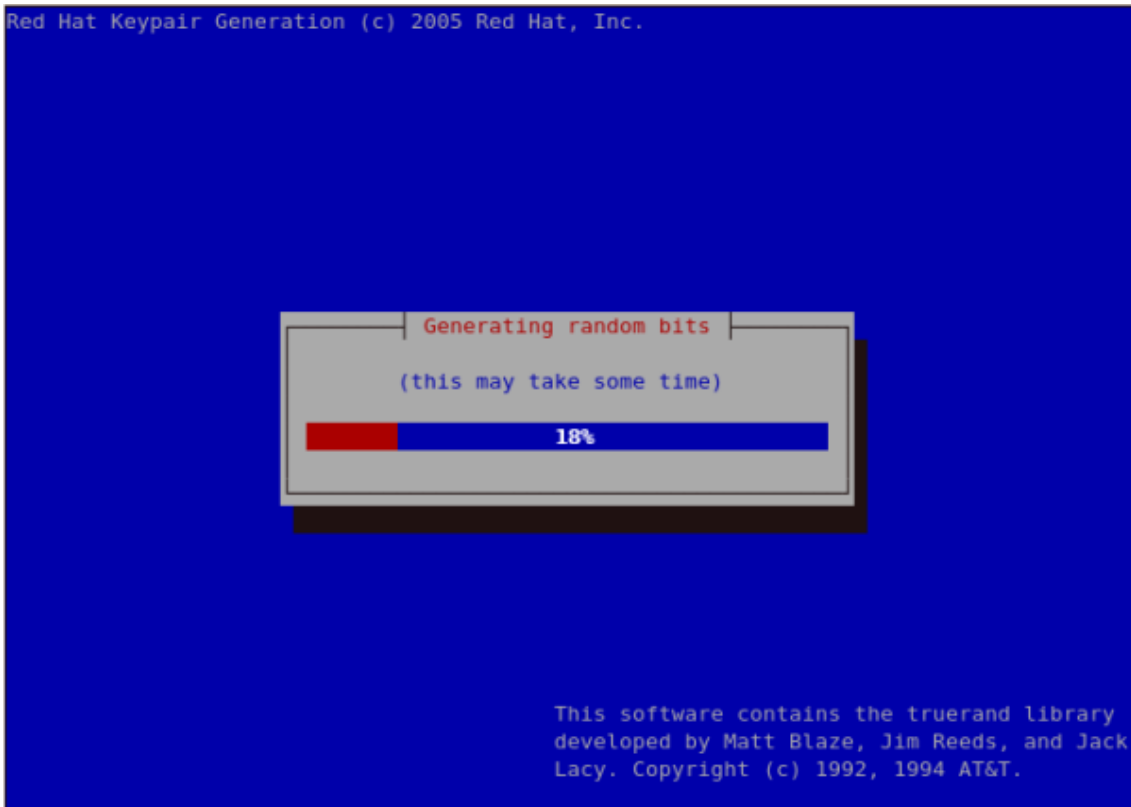 Red Hat Keypair Generation (c) 2005 Red Hat, Inc.
Generating random bits
(this may take some time)
18%
This software contains the truerand library
developed by Matt Blaze, Jim Reeds, and Jack
Lacy. Copyright (c) 1992, 1994 AT&T.